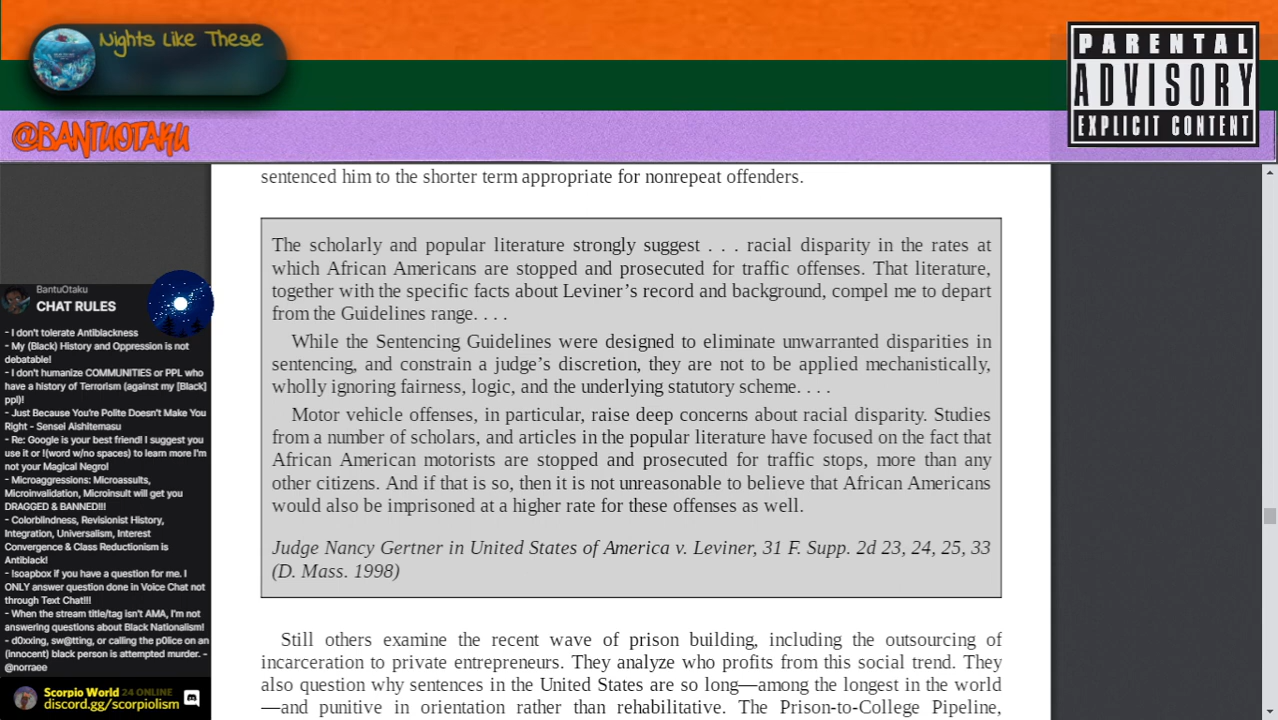 Nights Like These
PARENTAL
ADVISORY
EXPLICIT CONTENT
@BANTUOTAKU
sentenced him to the shorter term appropriate for nonrepeat offenders.
The scholarly and popular literature strongly suggest . . . racial disparity in the rates at
which African Americans are stopped and prosecuted for traffic offenses. That literature,
together with the specific facts about Leviner’s record and background, compel me to depart
from the Guidelines range. . . .
While the Sentencing Guidelines were designed to eliminate unwarranted disparities in
sentencing, and constrain a judge’s discretion, they are not to be applied mechanistically,
wholly ignoring fairness, logic, and the underlying statutory scheme. . . .
Motor vehicle offenses, in particular, raise deep concerns about racial disparity. Studies
from a number of scholars, and articles in the popular literature have focused on the fact that
African American motorists are stopped and prosecuted for traffic stops, more than any
other citizens. And if that is so, then it is not unreasonable to believe that African Americans
would also be imprisoned at a higher rate for these offenses as well.
Judge Nancy Gertner in United States of America v. Leviner, 31 F. Supp. 2d 23, 24, 25, 33
(D. Mass. 1998)
Still others examine the recent wave of prison building, including the outsourcing of
incarceration to private entrepreneurs. They analyze who profits from this social trend. They
also question why sentences in the United States are so long—among the longest in the world
—and punitive in orientation rather than rehabilitative. The Prison-to-College Pipeline,
BantuOtaku
CHAT RULES
- I don't tolerate Antiblackness
- My (Black) History and Oppression is not
debatable!
- I don't humanize COMMUNITIES or PPL who
have a history of Terrorism (against my [Black]
ppl)!
- Just Because You're Polite Doesn't Make You
Right - Sensei Aishitemasu
- Re: Google is your best friend! I suggest you
use it or !(word w/no spaces) to learn more I'm
not your Magical Negro!
- Microaggressions: Microassults,
Microinvalidation, Microinsult will get you
DRAGGED & BANNED!!!
- Colorblindness, Revisionist History,
Integration, Universalism, Interest
Convergence & Class Reductionism is
Antiblack!
- !soapbox if you have a question for me. I
ONLY answer question done in Voice Chat not
through Text Chat!!!
- When the stream title/tag isn't AMA, I'm not
answering questions about Black Nationalism!
- d0xxing, sw@tting, or calling the p0lice on an
(innocent) black person is attempted murder. -
@norraee
Scorpio World 24 ONLINE
discord.gg/scorpiolism